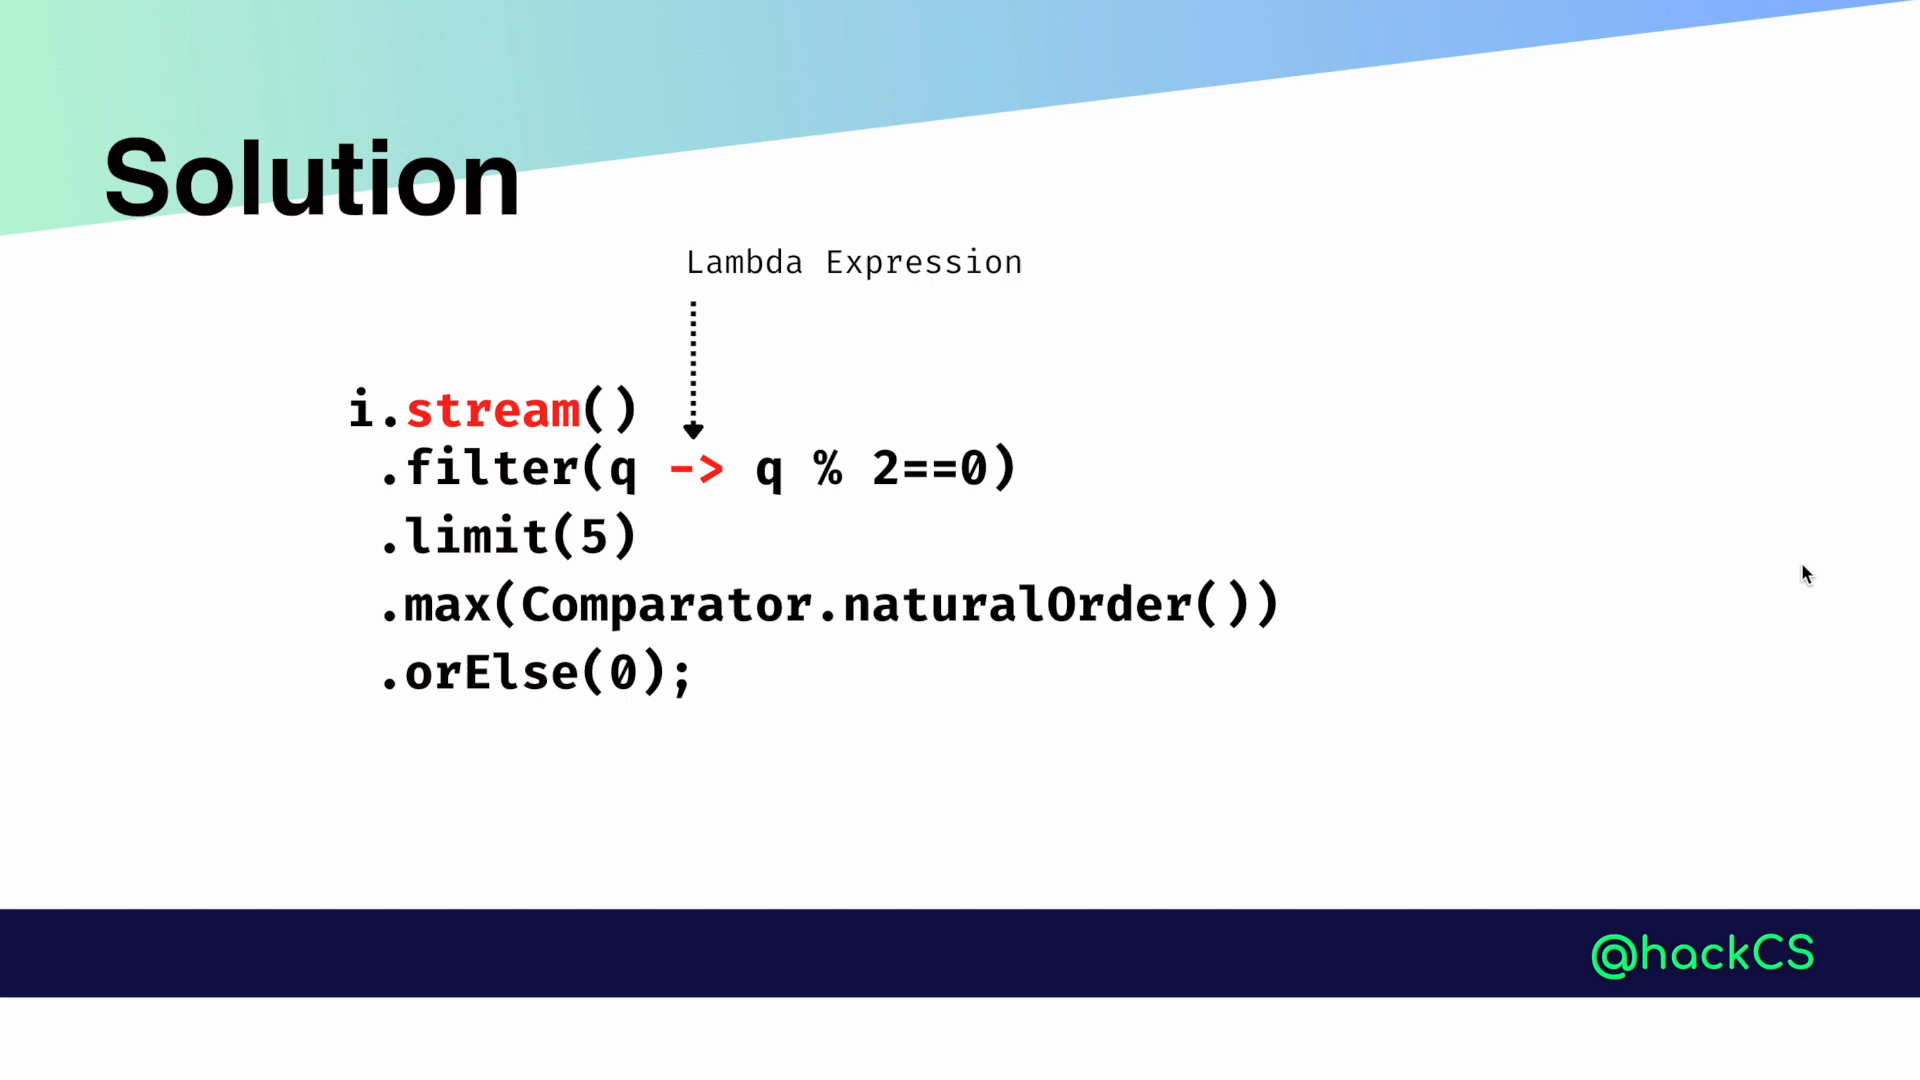 Solution
Lambda Expression
i.stream()
.filter(q -> q % 2==0)
.limit(5)
.max(Comparator.naturalOrder())
.orElse(0);
@hackCS